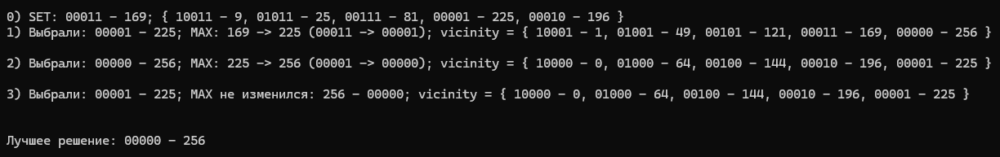 0) SET: 00011 - 169; { 10011 - 9, 01011 - 25, 00111 - 81, 00001 - 225, 00010 - 196 }
1) Выбрали: 00001 - 225; MAX: 169 -> 225 (00011 -> 00001); vicinity = { 10001 - 1, 01001 - 49, 00101 - 121, 00011 - 169, 00000 - 256 }
2) Выбрали: 00000 - 256; MAX: 225 -> 256 (00001 -> 00000); vicinity = { 10000 - 0, 01000 - 64, 00100 - 144, 00010 - 196, 00001 - 225 }
3) Выбрали: 00001 - 225; MAX не изменился: 256 - 00000; vicinity = { 10000 - 0, 01000 - 64, 00100 - 144, 00010 - 196, 00001 - 225 }
Лучшее решение: 00000 - 256